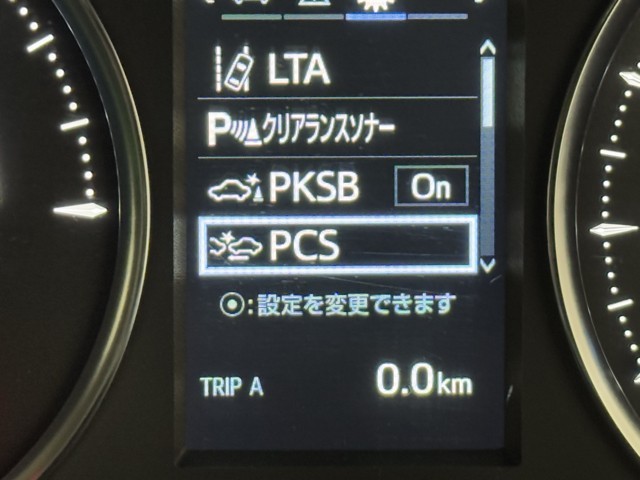 LTA
Pクリアランスソナー
PKSB On
PCS
⦿:設定を変更できます
TRIP A 0.0km